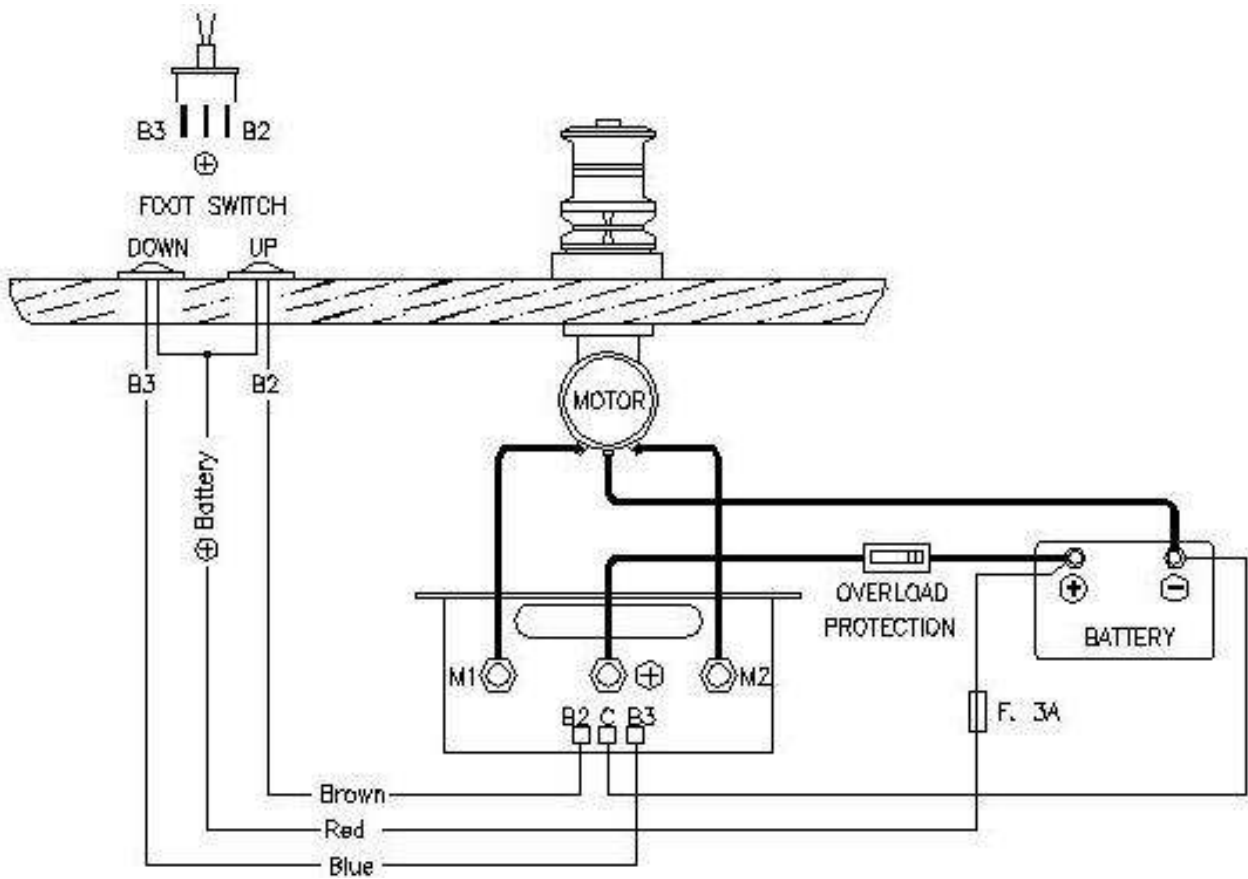 B3 B2
FOOT SWITCH
DOWN UP
B3 B2
MOTOR
Battery
OVERLOAD
PROTECTION
BATTERY
M1 M2
B2 C B3
F. 3A
Brown
Red
Blue